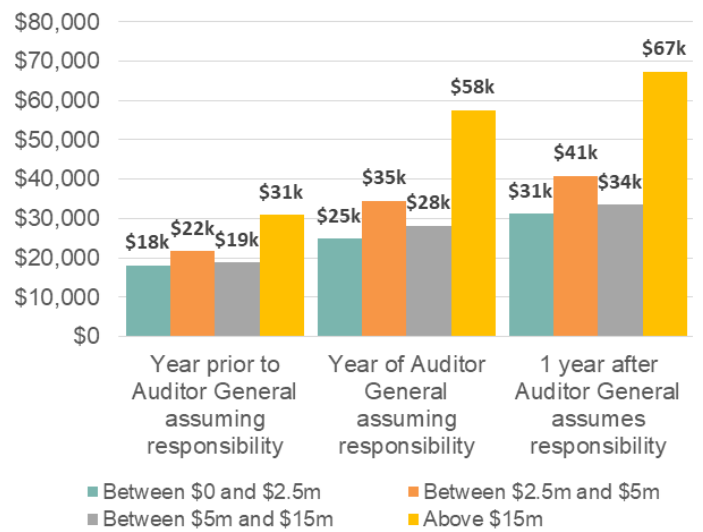 $80,000
$70,000
$60,000
$50,000
$40,000
$30,000
$20,000
$10,000
$0
$18k
$22k
$19k
$31k
$25k
$35k
$28k
$58k
$31k
$41k
$34k
$67k
Year prior to
Auditor General
assuming
responsibility
Year of Auditor
General
assuming
responsibility
1 year after
Auditor General
assumes
responsibility
Between $0 and $2.5m
Between $2.5m and $5m
Between $5m and $15m
Above $15m